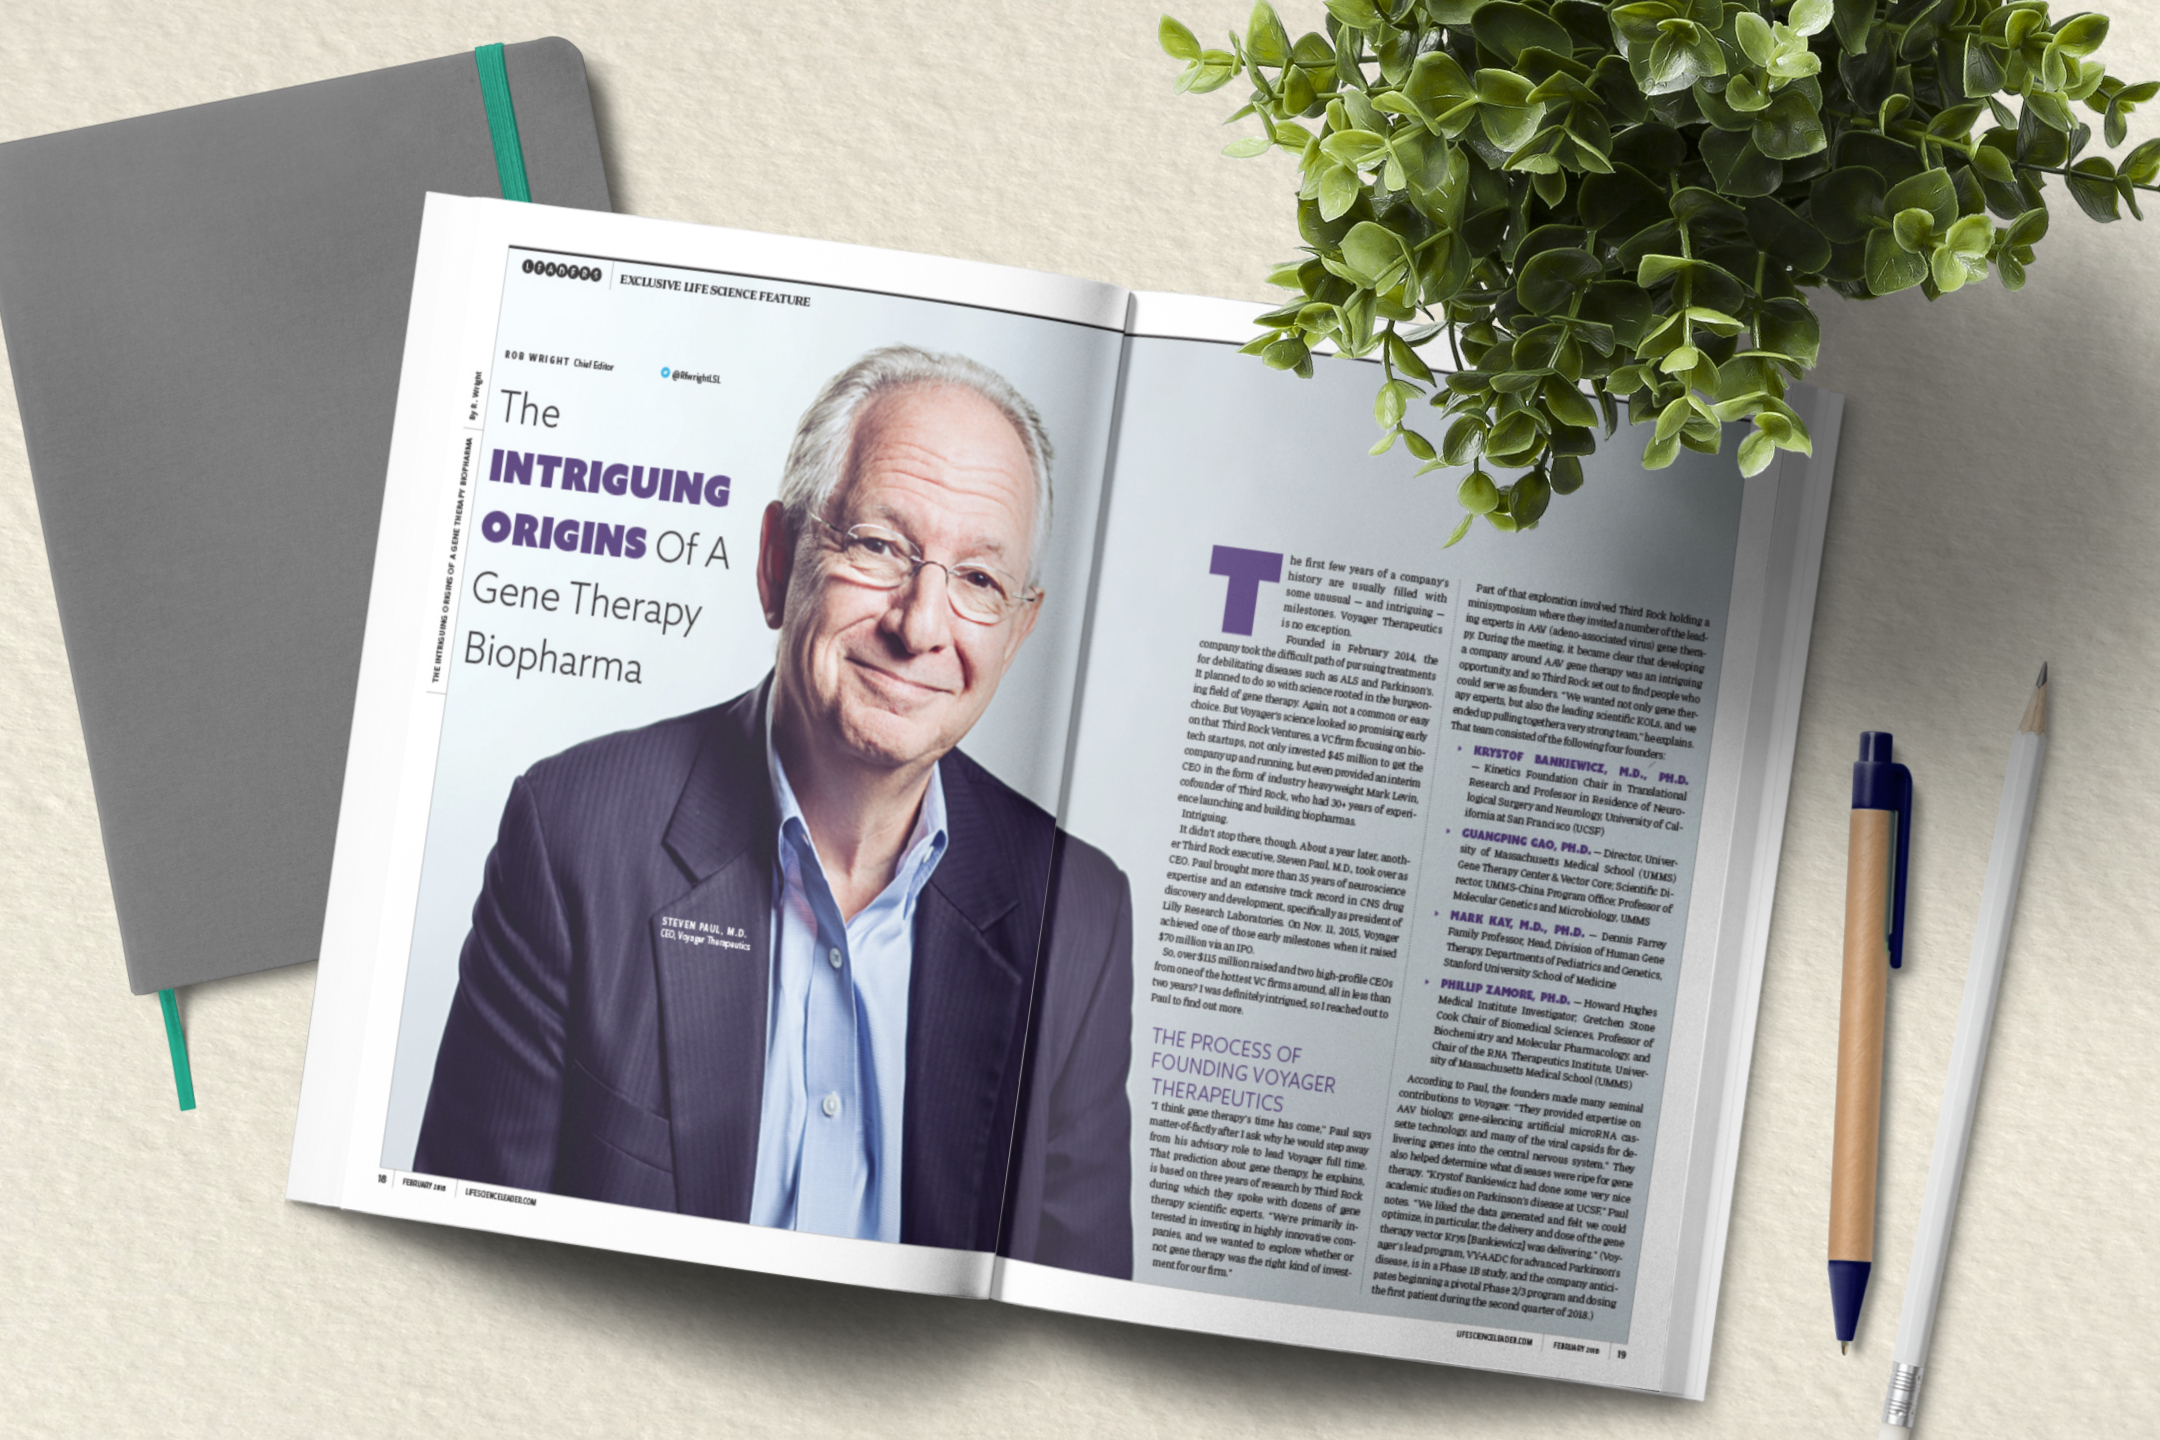 LEADERS
EXCLUSIVE LIFE SCIENCE FEATURE
ROB WRIGHT Chief Editor
@RfwrightLSL
The
INTRIGUING
ORIGINS Of A
Gene Therapy
Biopharma
By R. Wright
THE INTRIGUING ORIGINS OF A GENE THERAPY BIOPHARMA
STEVEN PAUL, M.D.
CEO, Voyager Therapeutics
18
FEBRUARY 2018
LIFESCIENCELEADER.COM
The first few years of a company's
history are usually filled with
some unusual — and intriguing —
milestones. Voyager Therapeutics
is no exception.
Founded in February 2014, the
company took the difficult path of pursuing treatments
for debilitating diseases such as ALS and Parkinson's.
It planned to do so with science rooted in the burgeon-
ing field of gene therapy. Again, not a common or easy
choice. But Voyager's science looked so promising early
on that Third Rock Ventures, a VC firm focusing on bio-
tech startups, not only invested $45 million to get the
company up and running, but even provided an interim
CEO in the form of industry heavyweight Mark Levin,
cofounder of Third Rock, who had 30+ years of experi-
ence launching and building biopharmas.
Intriguing.
It didn't stop there, though. About a year later, anoth-
er Third Rock executive, Steven Paul, M.D., took over as
CEO. Paul brought more than 35 years of neuroscience
expertise and an extensive track record in CNS drug
discovery and development, specifically as president of
Lilly Research Laboratories. On Nov. 11, 2015, Voyager
achieved one of those early milestones when it raised
$70 million via an IPO.
So, over $115 million raised and two high-profile CEOs
from one of the hottest VC firms around, all in less than
two years? I was definitely intrigued, so I reached out to
Paul to find out more.
THE PROCESS OF
FOUNDING VOYAGER
THERAPEUTICS
"I think gene therapy's time has come," Paul says
matter-of-factly after I ask why he would step away
from his advisory role to lead Voyager full time.
That prediction about gene therapy, he explains,
is based on three years of research by Third Rock
during which they spoke with dozens of gene
therapy scientific experts. "We're primarily in-
terested in investing in highly innovative com-
panies, and we wanted to explore whether or
not gene therapy was the right kind of invest-
ment for our firm."
Part of that exploration involved Third Rock holding a
minisymposium where they invited a number of the lead-
ing experts in AAV (adeno-associated virus) gene thera-
py. During the meeting, it became clear that developing
a company around AAV gene therapy was an intriguing
opportunity, and so Third Rock set out to find people who
could serve as founders. "We wanted not only gene ther-
apy experts, but also the leading scientific KOLs, and we
ended up pulling together a very strong team," he explains.
That team consisted of the following four founders:
KRYSTOF BANKIEWICZ, M.D., PH.D.
— Kinetics Foundation Chair in Translational
Research and Professor in Residence of Neuro-
logical Surgery and Neurology, University of Cal-
ifornia at San Francisco (UCSF)
GUANGPING GAO, PH.D. — Director, Univer-
sity of Massachusetts Medical School (UMMS)
Gene Therapy Center & Vector Core; Scientific Di-
rector, UMMS-China Program Office; Professor of
Molecular Genetics and Microbiology, UMMS
MARK KAY, M.D., PH.D. — Dennis Farrey
Family Professor, Head, Division of Human Gene
Therapy, Departments of Pediatrics and Genetics,
Stanford University School of Medicine
PHILLIP ZAMORE, PH.D. — Howard Hughes
Medical Institute Investigator; Gretchen Stone
Cook Chair of Biomedical Sciences, Professor of
Biochemistry and Molecular Pharmacology, and
Chair of the RNA Therapeutics Institute, Univer-
sity of Massachusetts Medical School (UMMS)
According to Paul, the founders made many seminal
contributions to Voyager. "They provided expertise on
AAV biology, gene-silencing artificial microRNA cas-
sette technology, and many of the viral capsids for de-
livering genes into the central nervous system." They
also helped determine what diseases were ripe for gene
therapy. "Krystof Bankiewicz had done some very nice
academic studies on Parkinson's disease at UCSF," Paul
notes. "We liked the data generated and felt we could
optimize, in particular, the delivery and dose of the gene
therapy vector Krys [Bankiewicz] was delivering." (Voy-
ager's lead program, VY-AADC for advanced Parkinson's
disease, is in a Phase 1B study, and the company antici-
pates beginning a pivotal Phase 2/3 program and dosing
the first patient during the second quarter of 2018.)
LIFESCIENCELEADER.COM
FEBRUARY 2018
19